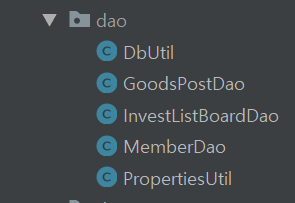 dao
C DbUtil
C GoodsPostDao
C InvestListBoardDao
C MemberDao
C PropertiesUtil